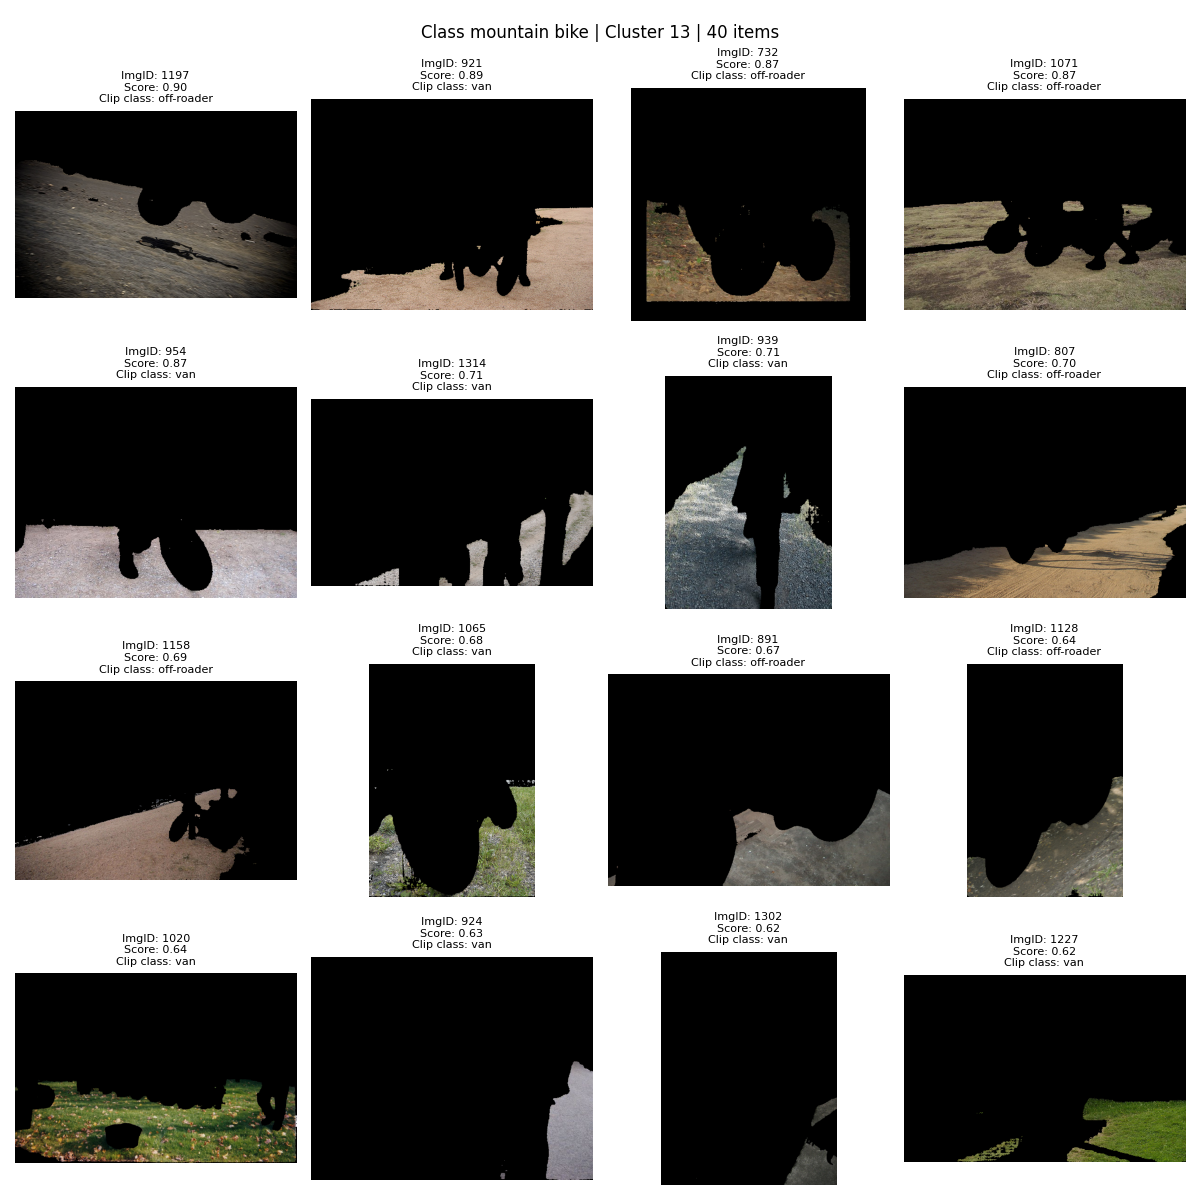 Class mountain bike | Cluster 13 | 40 items
ImgID: 1197
Score: 0.90
Clip class: off-roader
ImgID: 921
Score: 0.89
Clip class: van
ImgID: 732
Score: 0.87
Clip class: off-roader
ImgID: 1071
Score: 0.87
Clip class: off-roader
ImgID: 954
Score: 0.87
Clip class: van
ImgID: 1314
Score: 0.71
Clip class: van
ImgID: 939
Score: 0.71
Clip class: van
ImgID: 807
Score: 0.70
Clip class: off-roader
ImgID: 1158
Score: 0.69
Clip class: off-roader
ImgID: 1065
Score: 0.68
Clip class: van
ImgID: 891
Score: 0.67
Clip class: off-roader
ImgID: 1128
Score: 0.64
Clip class: off-roader
ImgID: 1020
Score: 0.64
Clip class: van
ImgID: 924
Score: 0.63
Clip class: van
ImgID: 1302
Score: 0.62
Clip class: van
ImgID: 1227
Score: 0.62
Clip class: van